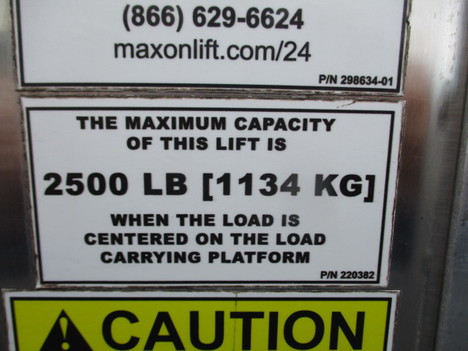 (866) 629-6624
maxonlift.com/24
P/N 298634-01
THE MAXIMUM CAPACITY
OF THIS LIFT IS
2500 LB [1134 KG]
WHEN THE LOAD IS
CENTERED ON THE LOAD
CARRYING PLATFORM
P/N 220382
CAUTION